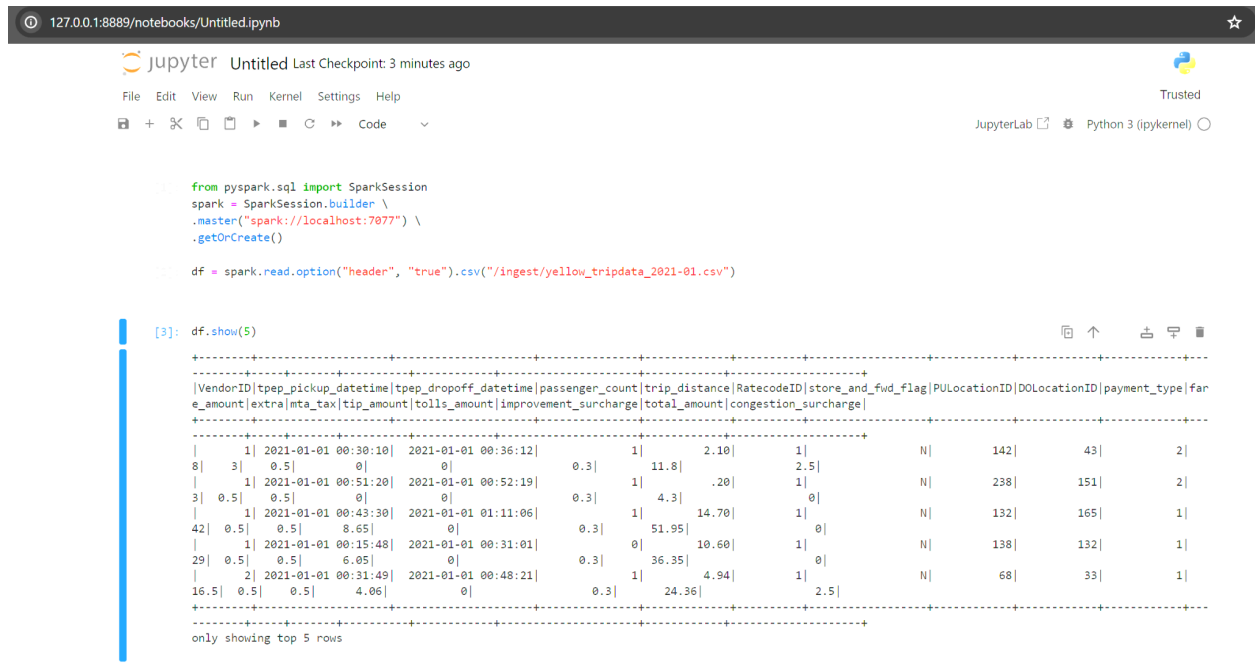 127.0.0.1:8889/notebooks/Untitled.ipynb
jupyter Untitled Last Checkpoint: 3 minutes ago
File Edit View Run Kernel Settings Help
Trusted
Code
JupyterLab Python 3 (ipykernel)
from pyspark.sql import SparkSession
spark = SparkSession.builder \
.master("spark://localhost:7077") \
.getOrCreate()
df = spark.read.option("header", "true").csv("/ingest/yellow_tripdata_2021-01.csv")
[3]: df.show(5)
+--------+--------------------+--------------------+---------------+-------------+----------+------------------+------------+------------+------------+---
--------+-----+-------+----------+------------+---------------------+------------+--------------------+
|VendorID|tpep_pickup_datetime|tpep_dropoff_datetime|passenger_count|trip_distance|RatecodeID|store_and_fwd_flag|PULocationID|DOLocationID|payment_type|far
e_amount|extra|mta_tax|tip_amount|tolls_amount|improvement_surcharge|total_amount|congestion_surcharge|
+--------+--------------------+--------------------+---------------+-------------+----------+------------------+------------+------------+------------+---
--------+-----+-------+----------+------------+---------------------+------------+--------------------+
| 1| 2021-01-01 00:30:10| 2021-01-01 00:36:12| 1| 2.10| 1| N| 142| 43| 2|
8| 3| 0.5| 0| 0| 0.3| 11.8| 2.5|
| 1| 2021-01-01 00:51:20| 2021-01-01 00:52:19| 1| .20| 1| N| 238| 151| 2|
3| 0.5| 0.5| 0| 0| 0.3| 4.3| 0|
| 1| 2021-01-01 00:43:30| 2021-01-01 01:11:06| 1| 14.70| 1| N| 132| 165| 1|
42| 0.5| 0.5| 8.65| 0| 0.3| 51.95| 0|
| 1| 2021-01-01 00:15:48| 2021-01-01 00:31:01| 0| 10.60| 1| N| 138| 132| 1|
29| 0.5| 0.5| 6.05| 0| 0.3| 36.35| 0|
| 2| 2021-01-01 00:31:49| 2021-01-01 00:48:21| 1| 4.94| 1| N| 68| 33| 1|
16.5| 0.5| 0.5| 4.06| 0| 0.3| 24.36| 2.5|
+--------+--------------------+--------------------+---------------+-------------+----------+------------------+------------+------------+------------+---
--------+-----+-------+----------+------------+---------------------+------------+--------------------+
only showing top 5 rows